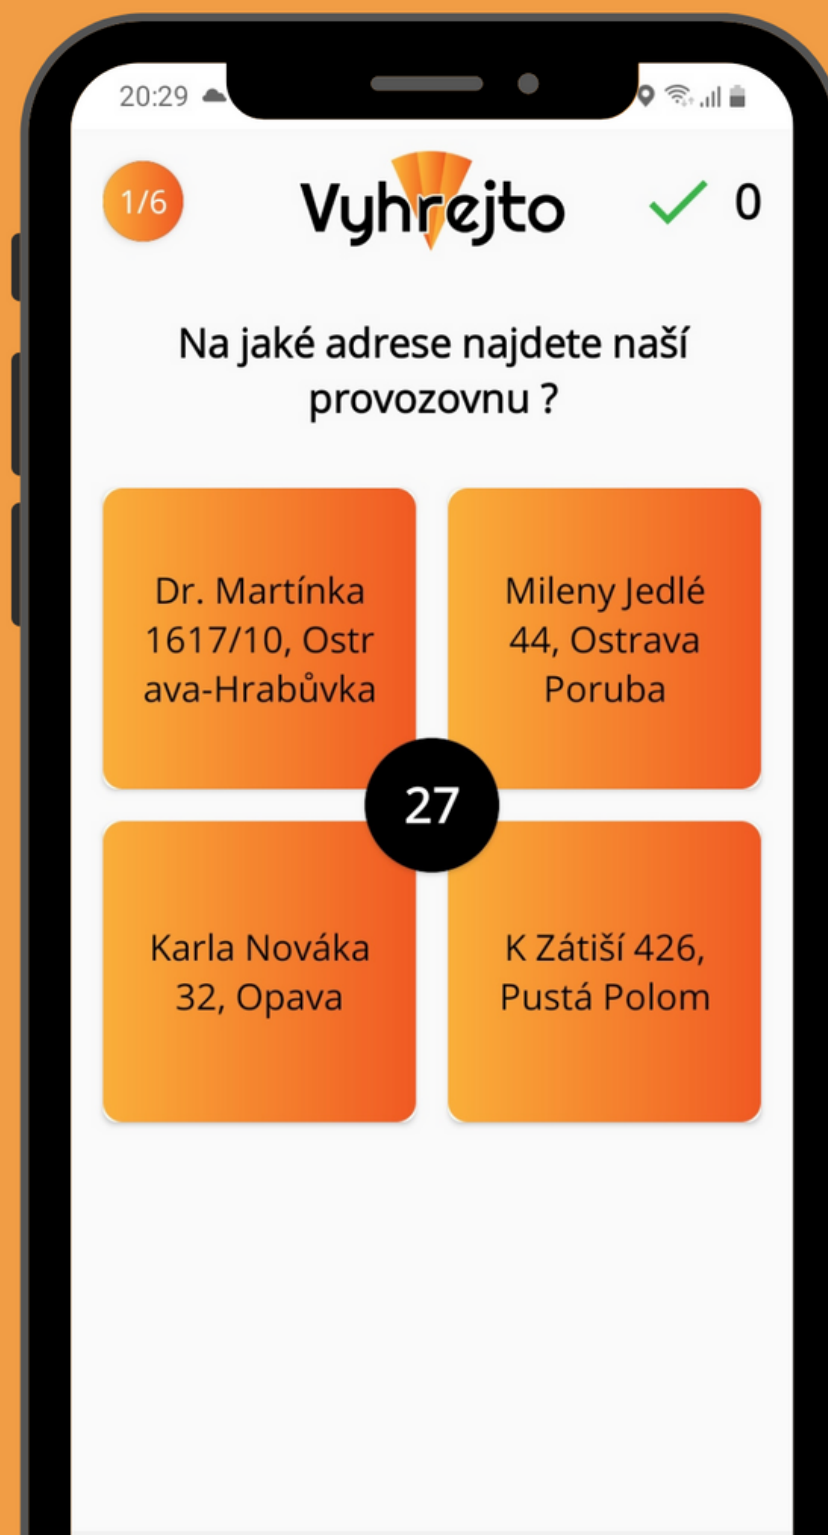 20:29
1/6
Vyhrejto
0
Na jaké adrese najdete naší
provozovnu ?
Dr. Martínka
1617/10, Ostr
ava-Hrabůvka
Mileny Jedlé
44, Ostrava
Poruba
27
Karla Nováka
32, Opava
K Zátiší 426,
Pustá Polom